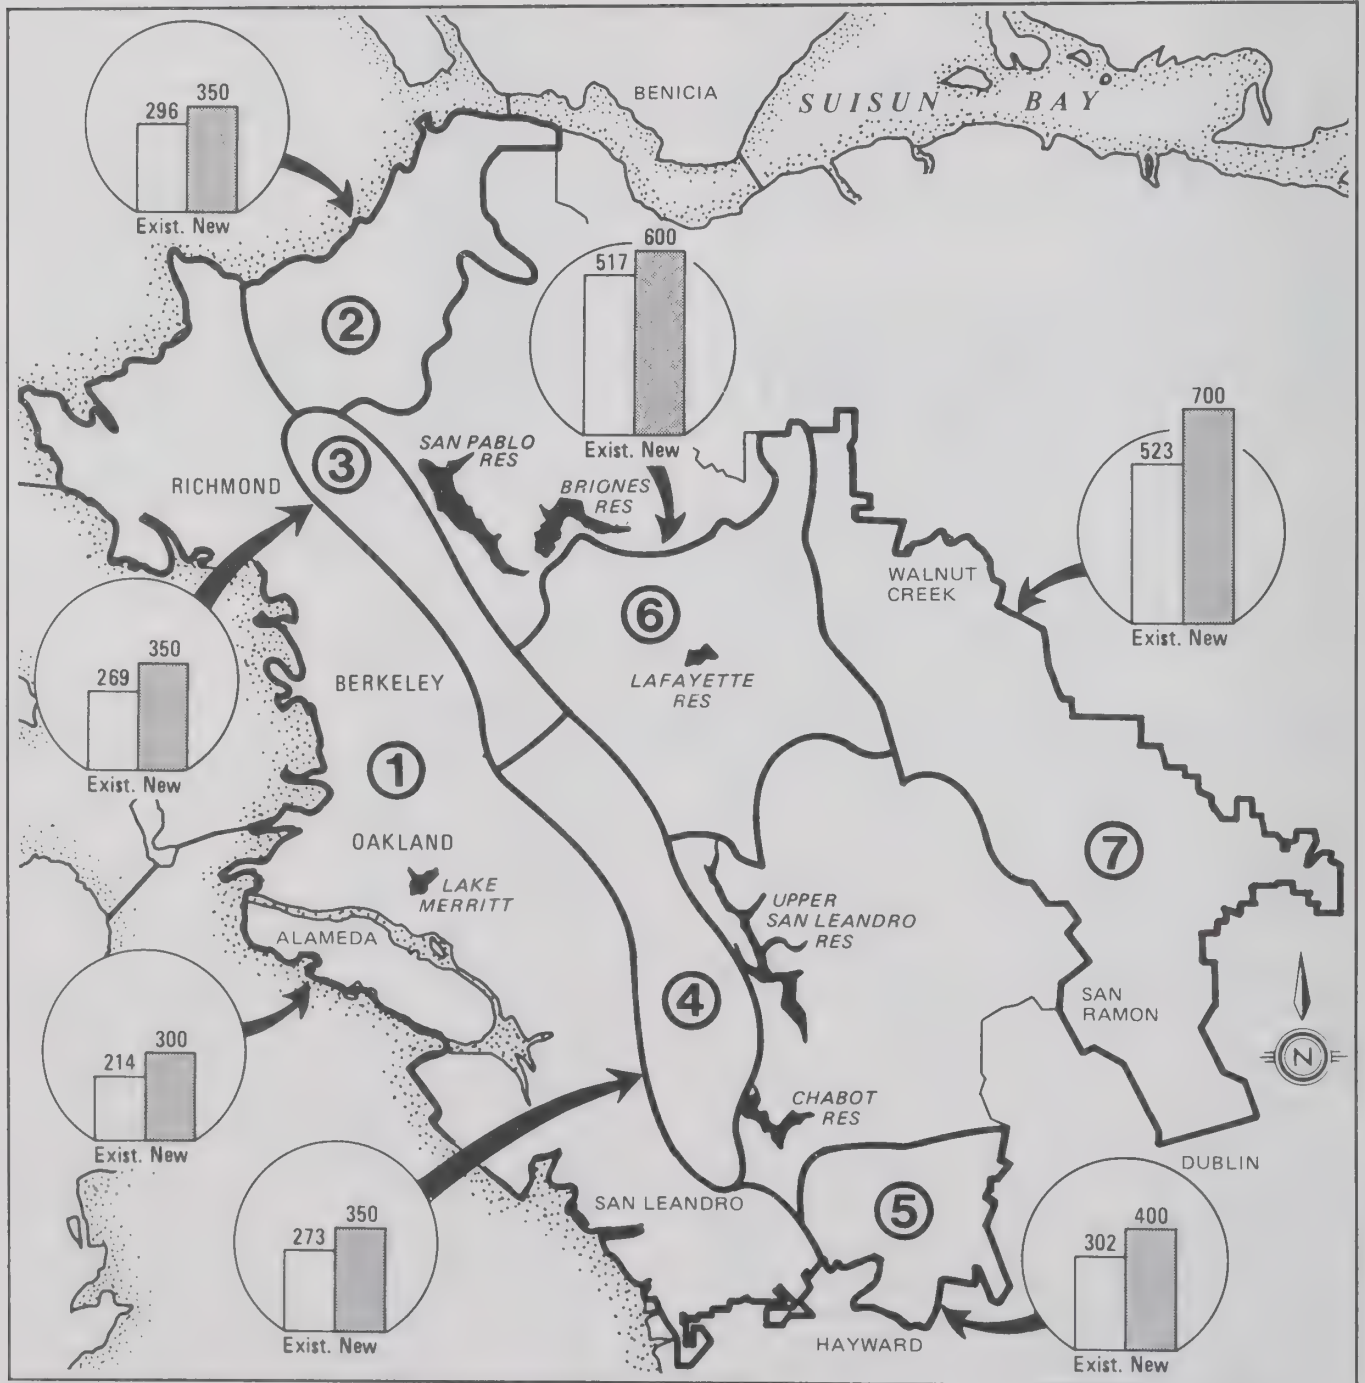 BENICIA
SUISUN BAY
350
296
Exist. New
600
517
Exist. New
2
700
523
Exist. New
3
SAN PABLO
RES
BRIONES
RES
RICHMOND
WALNUT
CREEK
6
LAFAYETTE
RES
350
269
Exist. New
BERKELEY
1
OAKLAND
LAKE
MERRITT
ALAMEDA
7
UPPER
SAN LEANDRO
RES
4
SAN
RAMON
N
300
214
Exist. New
CHABOT
RES
DUBLIN
SAN LEANDRO
5
350
273
Exist. New
400
302
Exist. New
HAYWARD